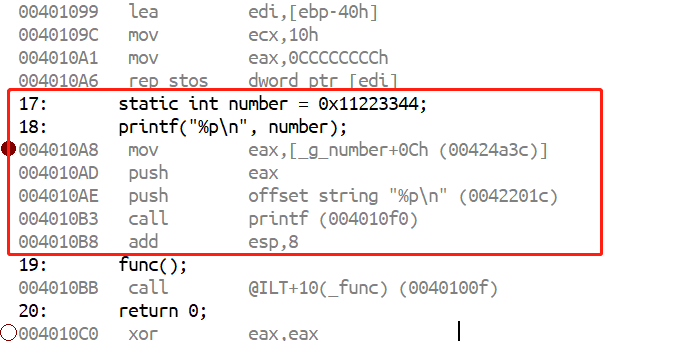 00401099 lea edi,[ebp-40h]
0040109C mov ecx,10h
004010A1 mov eax,0CCCCCCCCh
004010A6 rep stos dword ptr [edi]
17: static int number = 0x11223344;
18: printf("%p\n", number);
004010A8 mov eax,[_g_number+0Ch (00424a3c)]
004010AD push eax
004010AE push offset string "%p\n" (0042201c)
004010B3 call printf (004010f0)
004010B8 add esp,8
19: func();
004010BB call @ILT+10(_func) (0040100f)
20: return 0;
004010C0 xor eax,eax